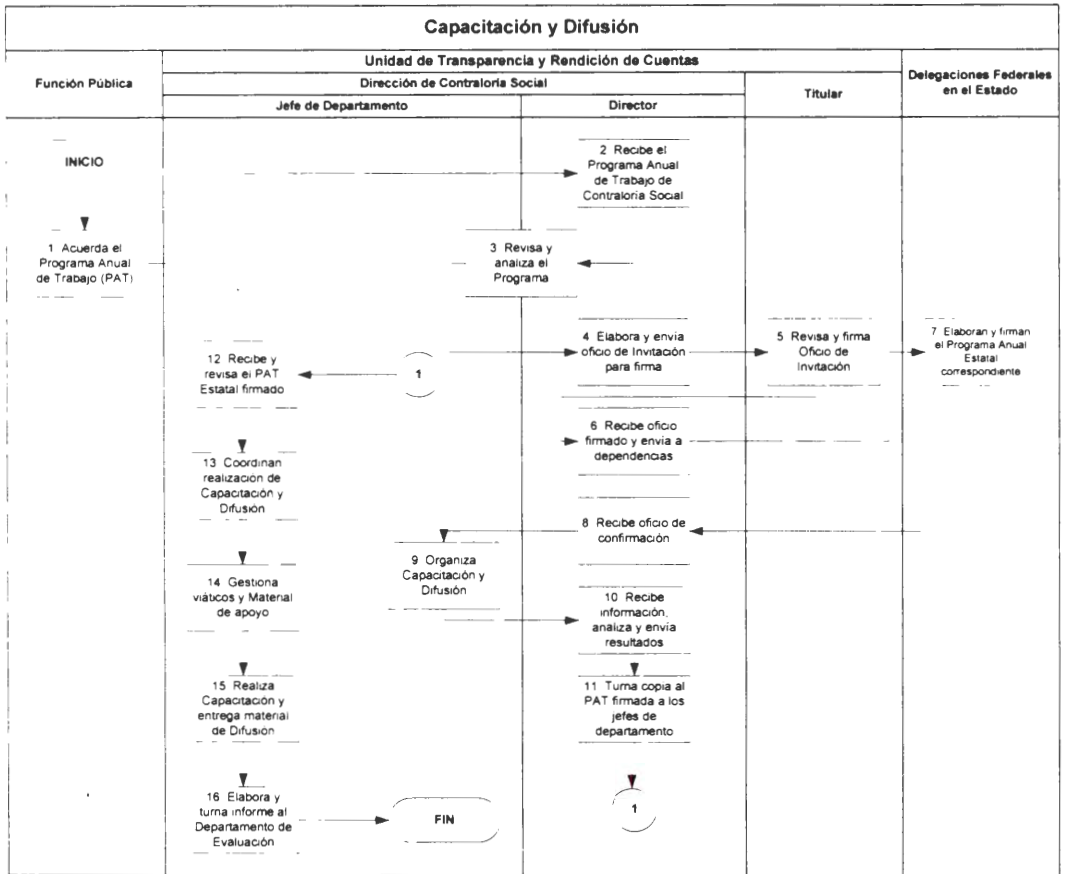 Capacitación y Difusión
Función Pública
Unidad de Transparencia y Rendición de Cuentas
Dirección de Contraloría Social
Jefe de Departamento
Director
Titular
Delegaciones Federales
en el Estado
INICIO
1 Acuerda el
Programa Anual
de Trabajo (PAT)
2 Recibe el
Programa Anual
de Trabajo de
Contraloría Social
3 Revisa y
analiza el
Programa
4 Elabora y envía
oficio de Invitación
para firma
5 Revisa y firma
Oficio de
Invitación
7 Elaboran y firman
el Programa Anual
Estatal
correspondiente
12 Recibe y
revisa el PAT
Estatal firmado
1
6 Recibe oficio
firmado y envía a
dependencias
13 Coordinan
realización de
Capacitación y
Difusión
8 Recibe oficio de
confirmación
9 Organiza
Capacitación y
Difusión
14 Gestiona
viáticos y Material
de apoyo
10 Recibe
información,
analiza y envía
resultados
15 Realiza
Capacitación y
entrega material
de Difusión
11 Turna copia al
PAT firmada a los
jefes de
departamento
16 Elabora y
turna informe al
Departamento de
Evaluación
FIN
1